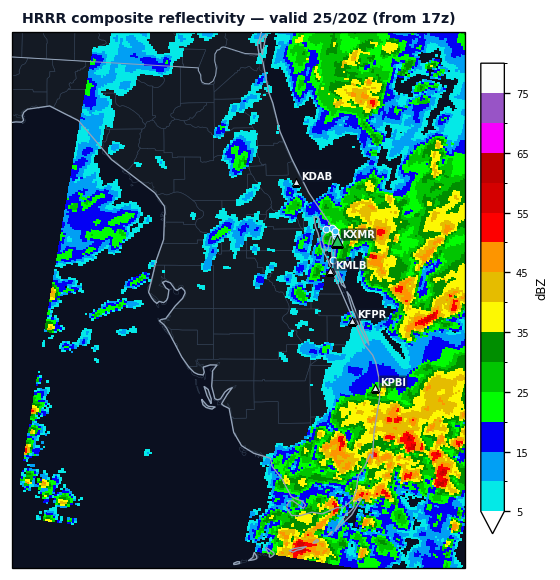 HRRR composite reflectivity — valid 25/20Z (from 17z)
KDAB
KXMR
KMLB
KFPR
KPBI
75
65
55
45
35
25
15
5
dBZ